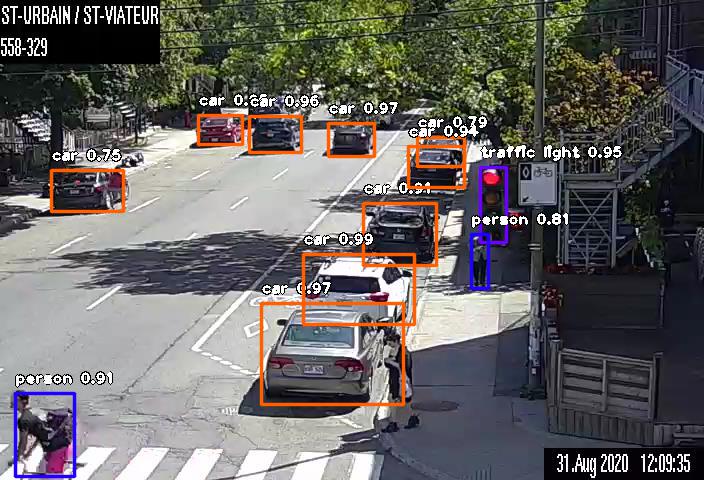 ST-URBAIN / ST-VIATEUR
558-329
car 0.96
car 0.97
car 0.79
car 0.94
car 0.75
traffic light 0.95
car 0.91
person 0.81
car 0.99
car 0.97
person 0.91
31.Aug 2020 12:09:35